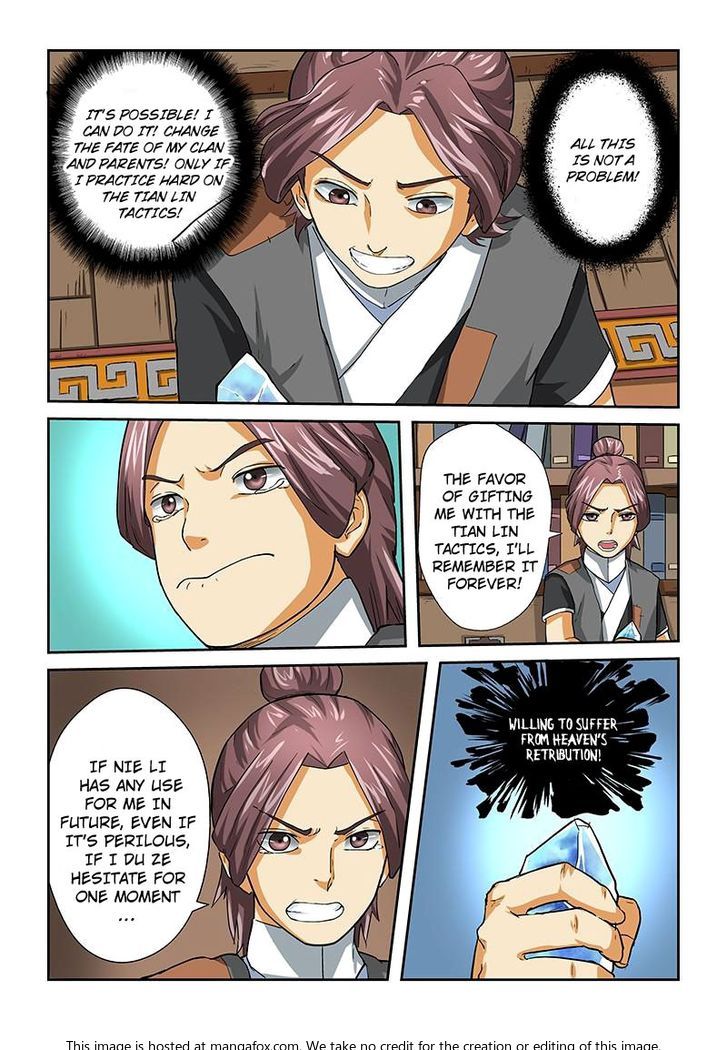 IT'S POSSIBLE! I
CAN DO IT! CHANGE
THE FATE OF MY CLAN
AND PARENTS! ONLY IF
I PRACTICE HARD ON
THE TIAN LIN
TACTICS!
ALL THIS
IS NOT A
PROBLEM!
THE FAVOR
OF GIFTING
ME WITH THE
TIAN LIN
TACTICS, I'LL
REMEMBER IT
FOREVER!
IF NIE LI
HAS ANY USE
FOR ME IN
FUTURE, EVEN IF
IT'S PERILOUS,
IF I DU ZE
HESITATE FOR
ONE MOMENT
...
WILLING TO SUFFER
FROM HEAVEN'S
RETRIBUTION!
This image is hosted at mangafox.com. We take no credit for the creation or editing of this image.